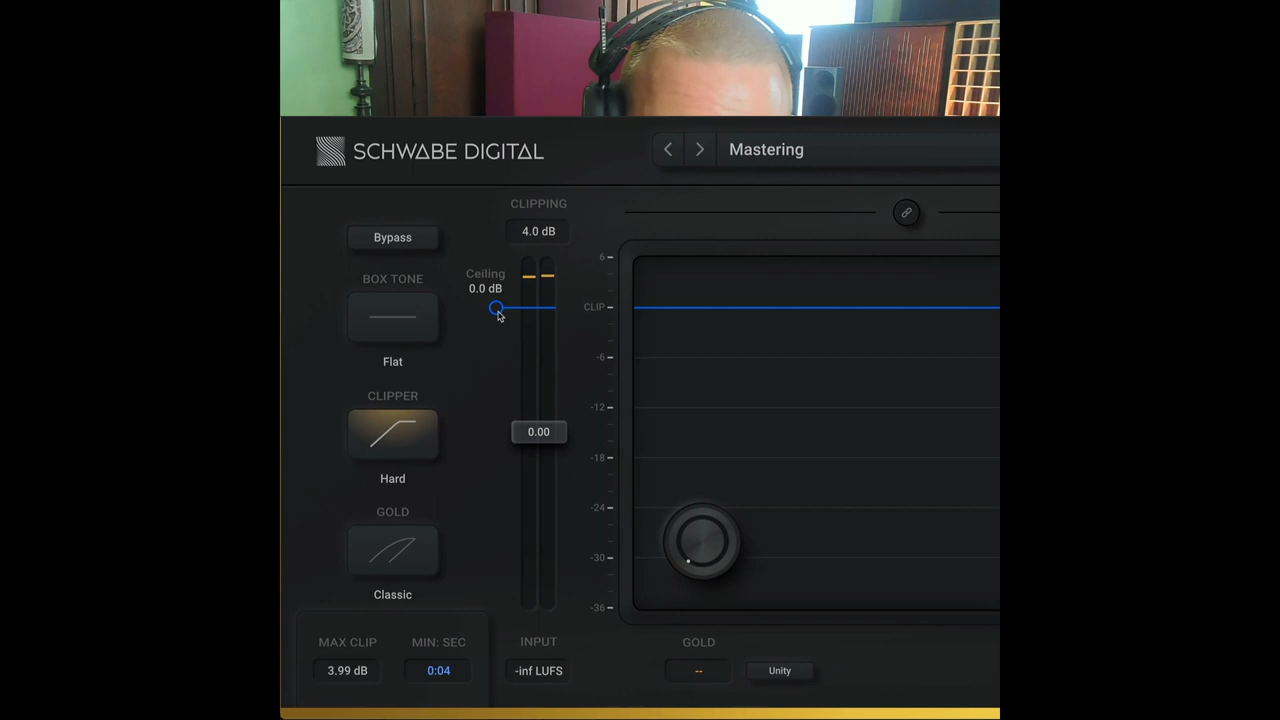 SCHWABE DIGITAL
Mastering
CLIPPING
4.0 dB
Bypass
BOX TONE
Flat
Ceiling
0.0 dB
6
CLIP
-6
-12
-18
-24
-30
-36
CLIPPER
Hard
0.00
GOLD
Classic
MAX CLIP
3.99 dB
MIN: SEC
0:04
INPUT
-inf LUFS
GOLD
--
Unity